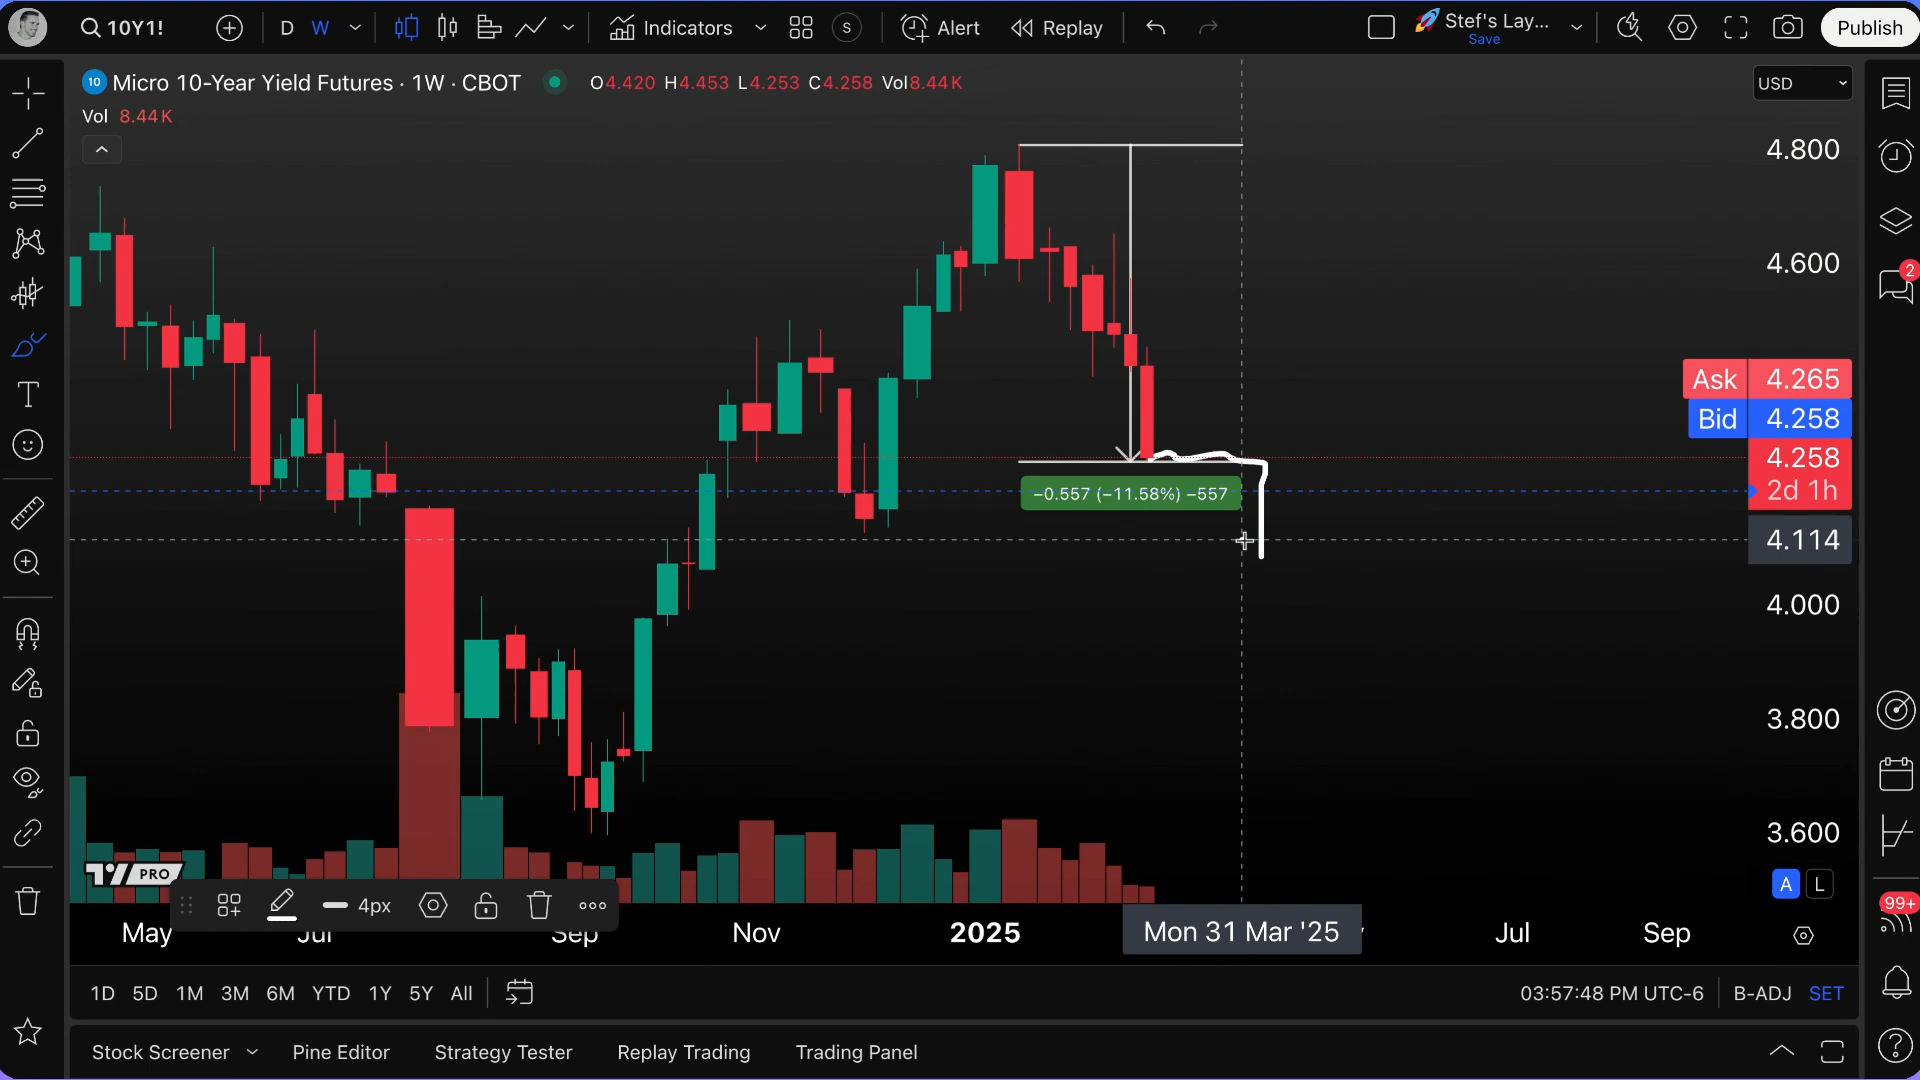 10Y1!
D
W
Indicators
S
Alert
Replay
Stef's Lay...
Save
Publish
10
Micro 10-Year Yield Futures · 1W · CBOT
O4.420 H4.453 L4.253 C4.258 Vol8.44K
Vol 8.44K
USD
4.800
4.600
2
Ask 4.265
Bid 4.258
4.258
2d 1h
−0.557 (−11.58%) −557
4.114
4.000
3.800
3.600
PRO
A
L
4px
99+
May
Jul
Sep
Nov
2025
Mon 31 Mar '25
Jul
Sep
1D 5D 1M 3M 6M YTD 1Y 5Y All
03:57:48 PM UTC-6
B-ADJ
SET
Stock Screener
Pine Editor
Strategy Tester
Replay Trading
Trading Panel